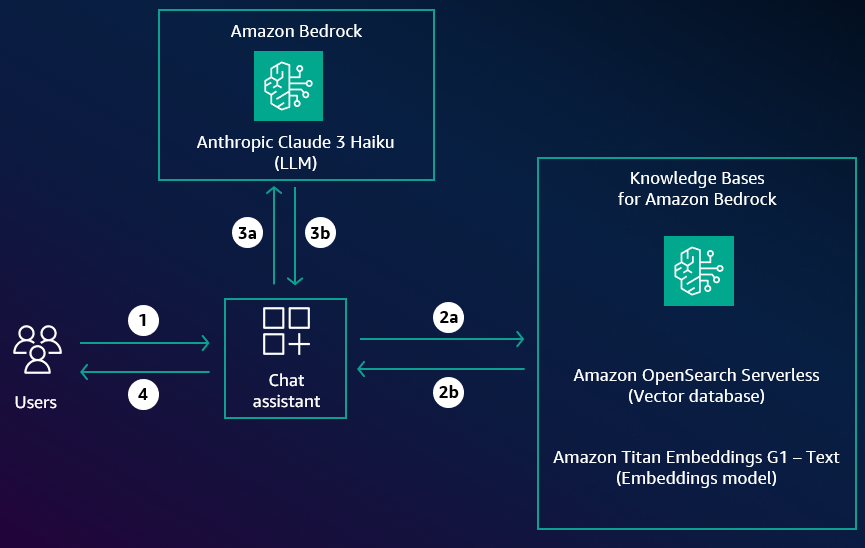 Amazon Bedrock
Anthropic Claude 3 Haiku
(LLM)
3a
3b
Knowledge Bases
for Amazon Bedrock
1
2a
Users
4
Chat
assistant
2b
Amazon OpenSearch Serverless
(Vector database)
Amazon Titan Embeddings G1 – Text
(Embeddings model)